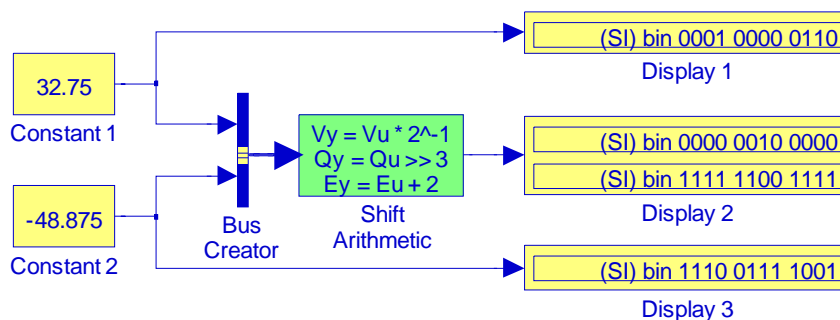 (SI) bin 0001 0000 0110
Display 1
32.75
Constant 1
Vy = Vu * 2^-1
Qy = Qu >> 3
Ey = Eu + 2
(SI) bin 0000 0010 0000
(SI) bin 1111 1100 1111
Display 2
-48.875
Constant 2
Bus
Creator
Shift
Arithmetic
(SI) bin 1110 0111 1001
Display 3